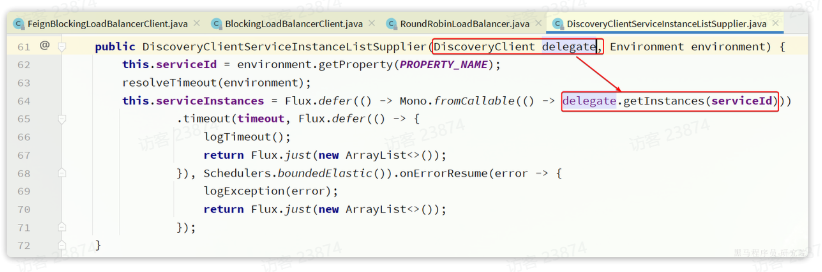 FeignBlockingLoadBalancerClient.java × BlockingLoadBalancerClient.java × RoundRobinLoadBalancer.java × DiscoveryClientServiceInstanceListSupplier.java ×
61 @ public DiscoveryClientServiceInstanceListSupplier(DiscoveryClient delegate, Environment environment) {
62 this.serviceId = environment.getProperty(PROPERTY_NAME);
63 resolveTimeout(environment);
64 this.serviceInstances = Flux.defer(() -> Mono.fromCallable(() -> delegate.getInstances(serviceId)))
65 .timeout(timeout, Flux.defer(() -> {
66 logTimeout();
67 return Flux.just(new ArrayList<>());
68 }), Schedulers.boundedElastic()).onErrorResume(error -> {
69 logException(error);
70 return Flux.just(new ArrayList<>());
71 });
72 }
访客 23874
访客 23874
访客 23874
访客 23874